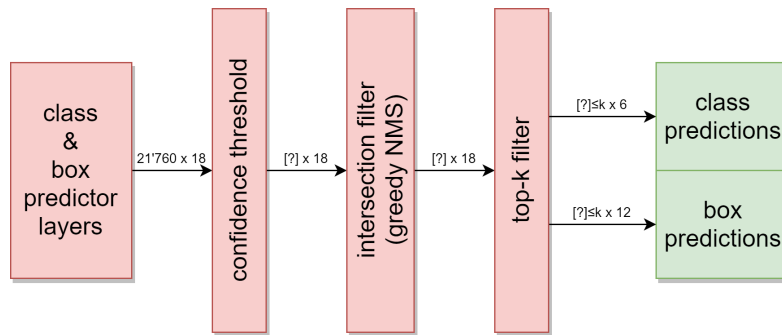 class
&
box
predictor
layers
21'760 x 18
confidence threshold
[?] x 18
intersection filter
(greedy NMS)
[?] x 18
top-k filter
[?]≤k x 6
class
predictions
[?]≤k x 12
box
predictions